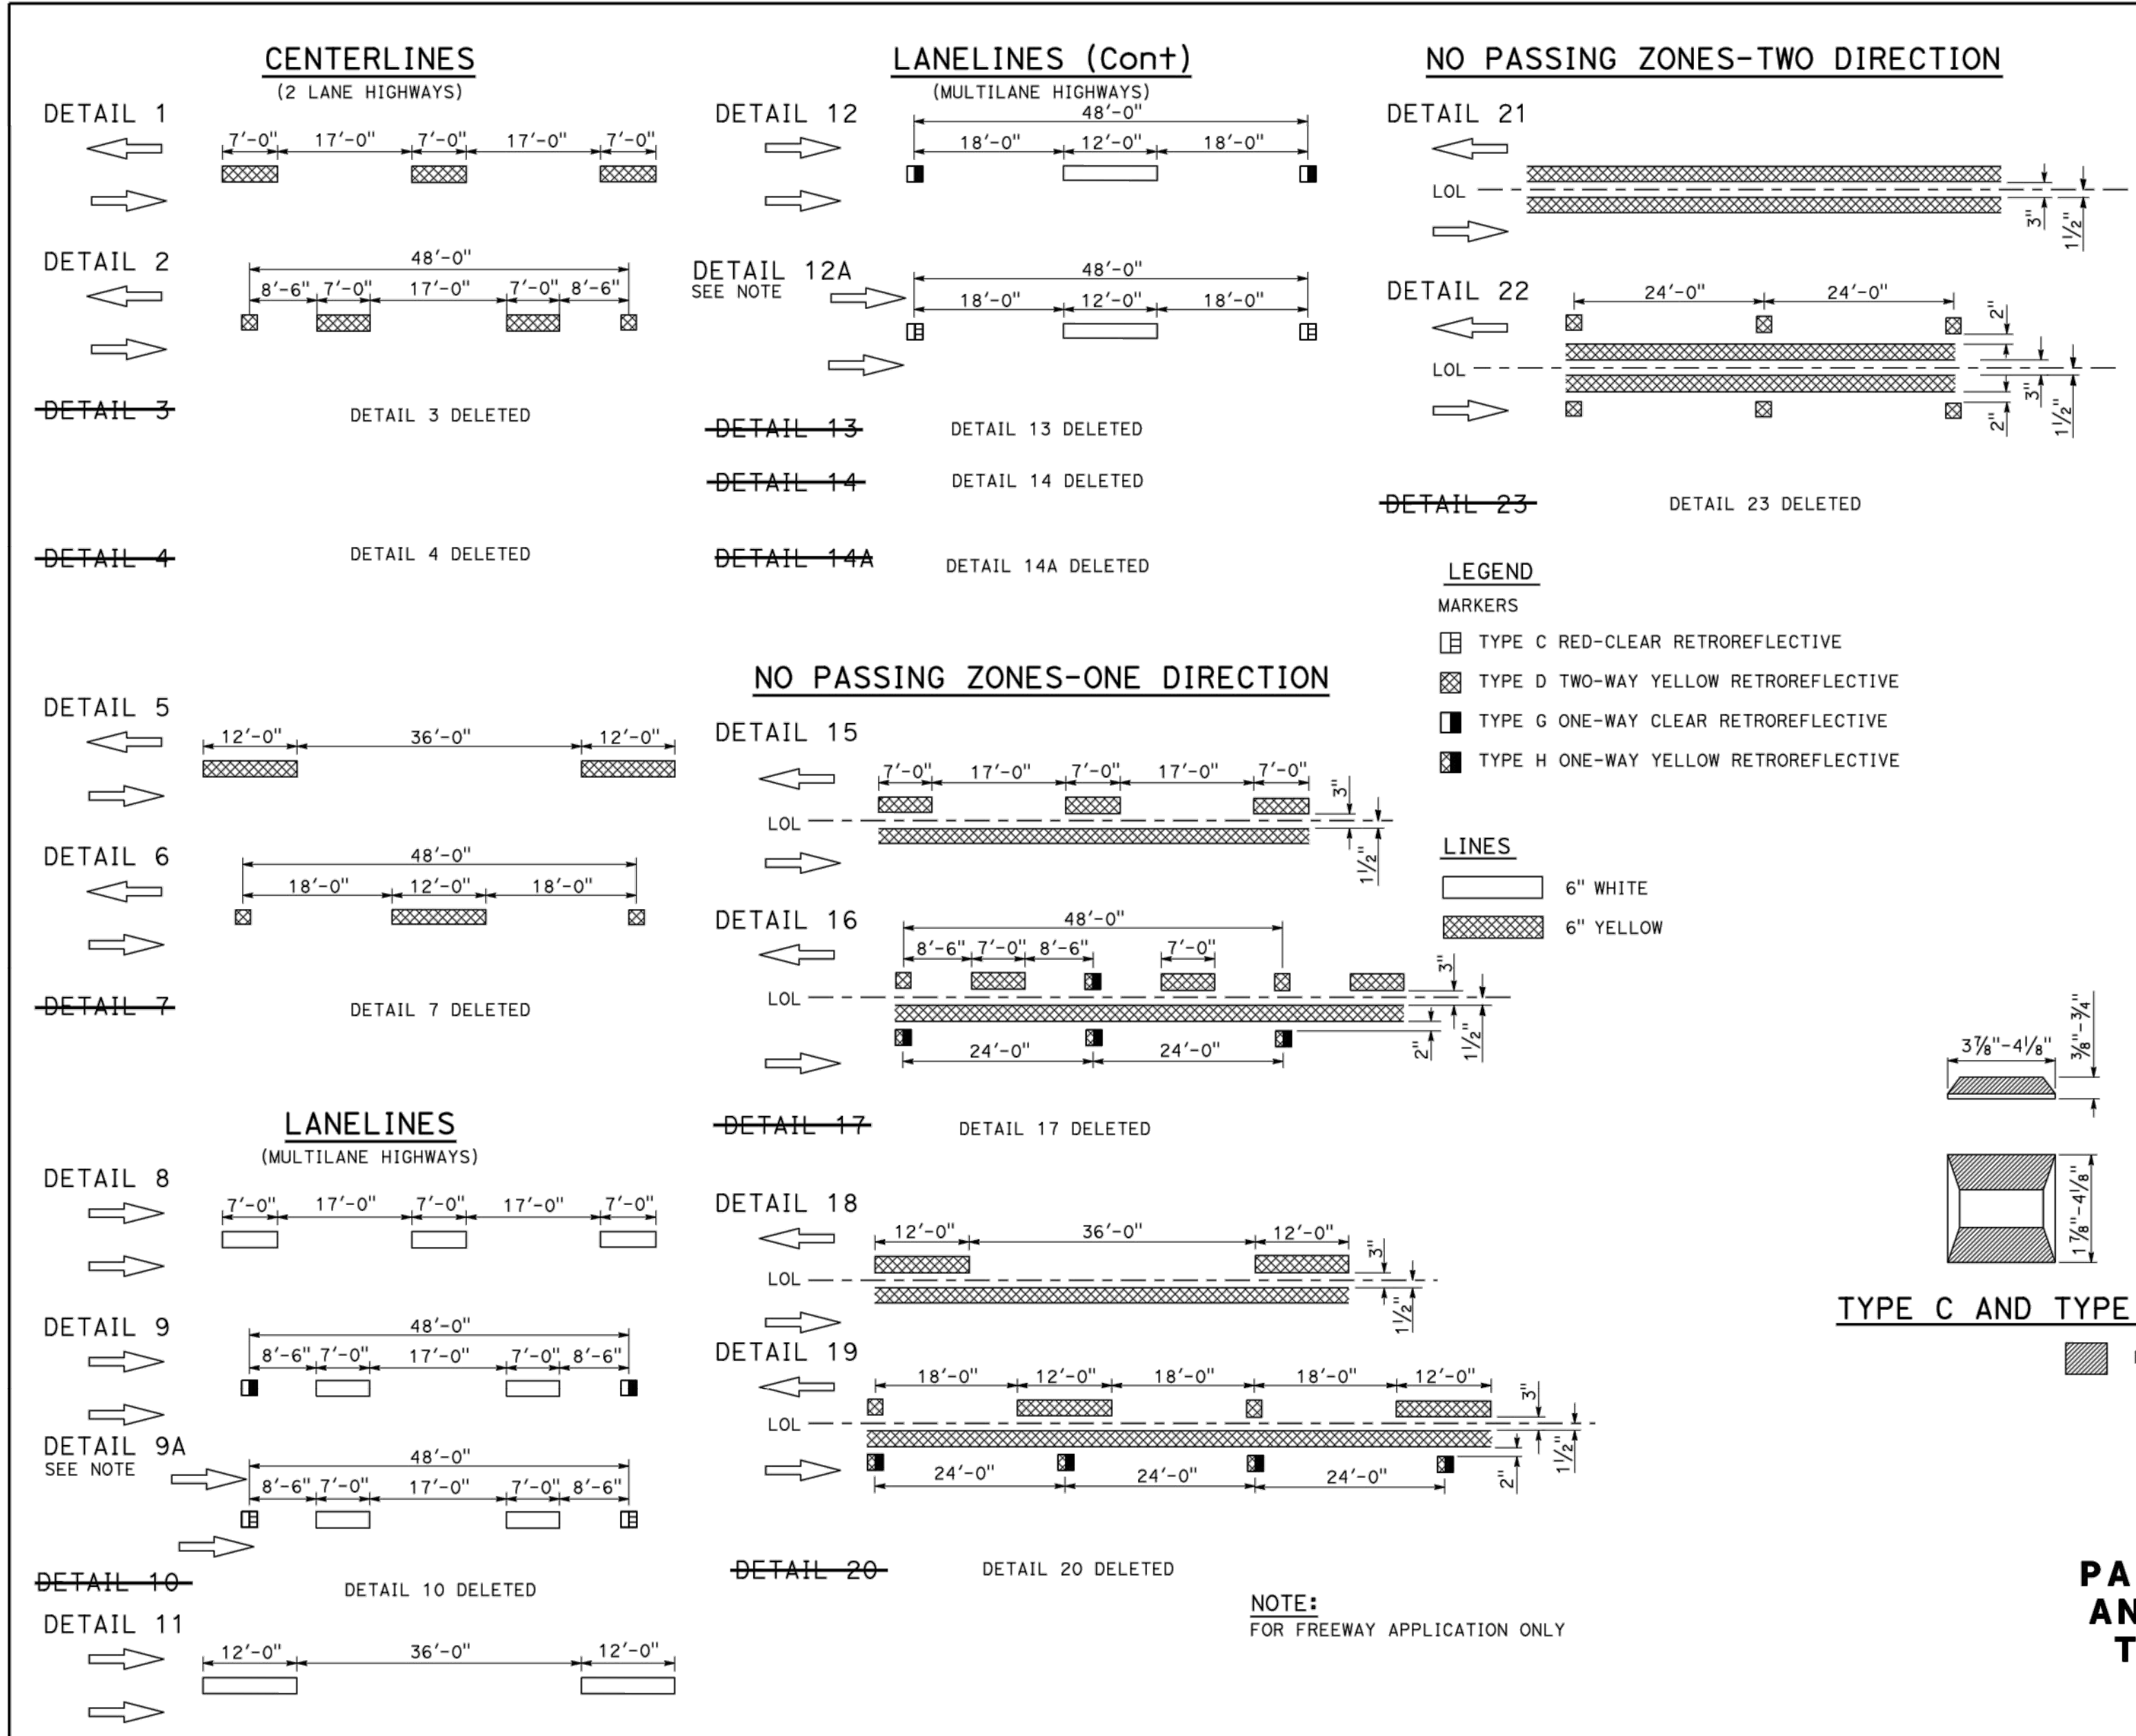 CENTERLINES
(2 LANE HIGHWAYS)
DETAIL 1
7'-0" 17'-0" 7'-0" 17'-0" 7'-0"
DETAIL 2
48'-0"
8'-6" 7'-0" 17'-0" 7'-0" 8'-6"
DETAIL 3 DETAIL 3 DELETED
DETAIL 4 DETAIL 4 DELETED
DETAIL 5
12'-0" 36'-0" 12'-0"
DETAIL 6
48'-0"
18'-0" 12'-0" 18'-0"
DETAIL 7 DETAIL 7 DELETED
LANELINES
(MULTILANE HIGHWAYS)
DETAIL 8
7'-0" 17'-0" 7'-0" 17'-0" 7'-0"
DETAIL 9
48'-0"
8'-6" 7'-0" 17'-0" 7'-0" 8'-6"
DETAIL 9A
SEE NOTE
48'-0"
8'-6" 7'-0" 17'-0" 7'-0" 8'-6"
DETAIL 10 DETAIL 10 DELETED
DETAIL 11
12'-0" 36'-0" 12'-0"
LANELINES (Cont)
(MULTILANE HIGHWAYS)
DETAIL 12
48'-0"
18'-0" 12'-0" 18'-0"
DETAIL 12A
SEE NOTE
48'-0"
18'-0" 12'-0" 18'-0"
DETAIL 13 DETAIL 13 DELETED
DETAIL 14 DETAIL 14 DELETED
DETAIL 14A DETAIL 14A DELETED
NO PASSING ZONES-ONE DIRECTION
DETAIL 15
7'-0" 17'-0" 7'-0" 17'-0" 7'-0" 3"
LOL
1½"
DETAIL 16
48'-0"
8'-6" 7'-0" 8'-6" 7'-0" 3"
LOL
24'-0" 24'-0" 2" 1½"
DETAIL 17 DETAIL 17 DELETED
DETAIL 18
12'-0" 36'-0" 12'-0" 3"
LOL
1½"
DETAIL 19
18'-0" 12'-0" 18'-0" 18'-0" 12'-0" 3"
LOL
24'-0" 24'-0" 24'-0" 2" 1½"
DETAIL 20 DETAIL 20 DELETED
NOTE:
FOR FREEWAY APPLICATION ONLY
NO PASSING ZONES-TWO DIRECTION
DETAIL 21
LOL
3" 1½"
DETAIL 22
24'-0" 24'-0" 2"
LOL
2" 3" 1½"
DETAIL 23 DETAIL 23 DELETED
LEGEND
MARKERS
TYPE C RED-CLEAR RETROREFLECTIVE
TYPE D TWO-WAY YELLOW RETROREFLECTIVE
TYPE G ONE-WAY CLEAR RETROREFLECTIVE
TYPE H ONE-WAY YELLOW RETROREFLECTIVE
LINES
6" WHITE
6" YELLOW
3⅞"-4⅛" ⅜"-¾"
1⅞"-4⅛"
TYPE C AND TYPE
PA
AN
T